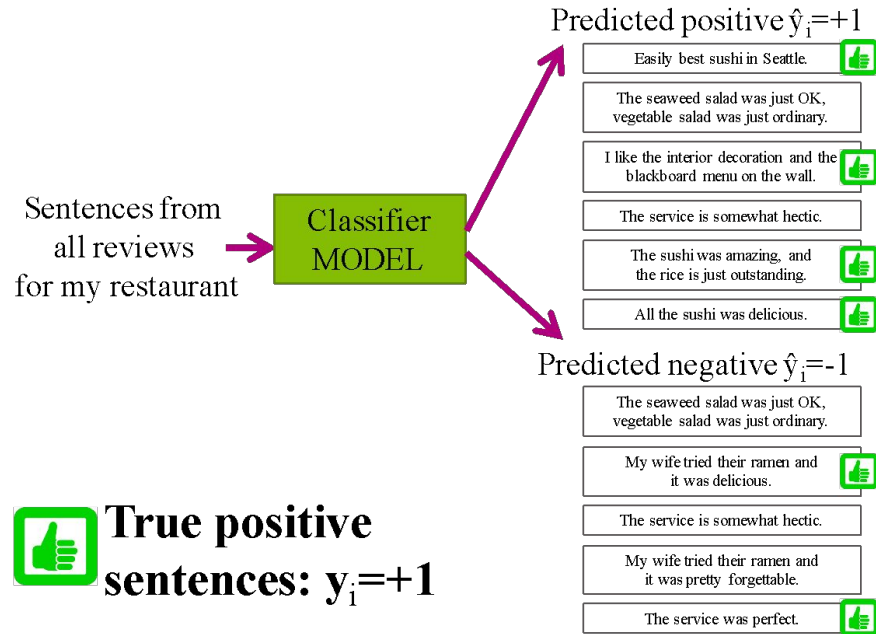 Predicted positive ŷi=+1
Easily best sushi in Seattle.
The seaweed salad was just OK,
vegetable salad was just ordinary.
I like the interior decoration and the
blackboard menu on the wall.
The service is somewhat hectic.
The sushi was amazing, and
the rice is just outstanding.
All the sushi was delicious.
Sentences from
all reviews
for my restaurant
Classifier
MODEL
Predicted negative ŷi=-1
The seaweed salad was just OK,
vegetable salad was just ordinary.
My wife tried their ramen and
it was delicious.
The service is somewhat hectic.
My wife tried their ramen and
it was pretty forgettable.
The service was perfect.
True positive
sentences: yi=+1